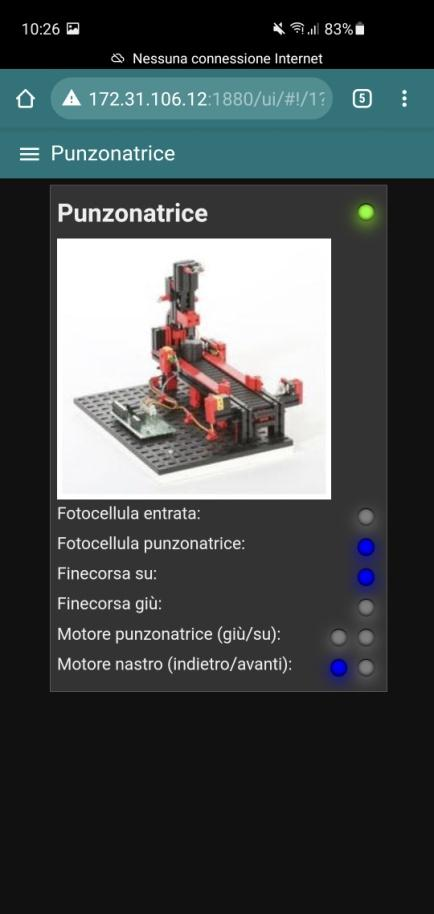 10:26 83%
Nessuna connessione Internet
172.31.106.12:1880/ui/#!/1? 5
Punzonatrice
Punzonatrice
Fotocellula entrata:
Fotocellula punzonatrice:
Finecorsa su:
Finecorsa giù:
Motore punzonatrice (giù/su):
Motore nastro (indietro/avanti):